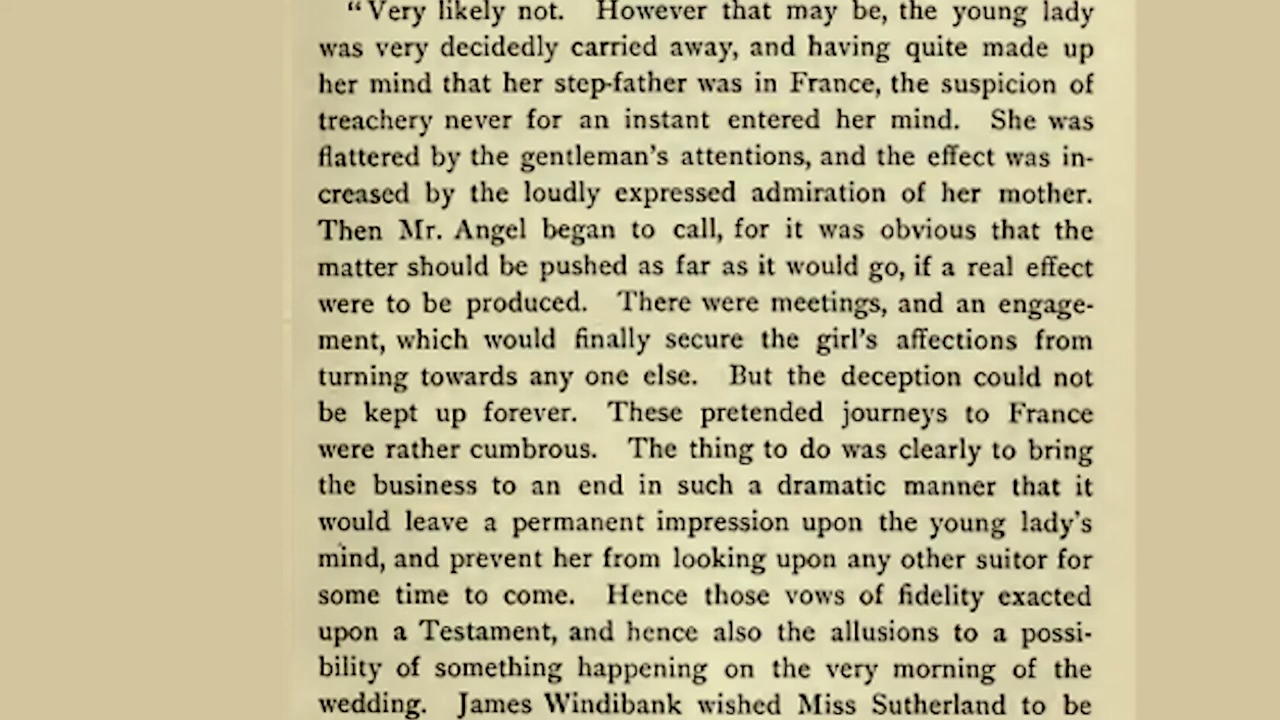 “Very likely not. However that may be, the young lady
was very decidedly carried away, and having quite made up
her mind that her step-father was in France, the suspicion of
treachery never for an instant entered her mind. She was
flattered by the gentleman’s attentions, and the effect was in-
creased by the loudly expressed admiration of her mother.
Then Mr. Angel began to call, for it was obvious that the
matter should be pushed as far as it would go, if a real effect
were to be produced. There were meetings, and an engage-
ment, which would finally secure the girl’s affections from
turning towards any one else. But the deception could not
be kept up forever. These pretended journeys to France
were rather cumbrous. The thing to do was clearly to bring
the business to an end in such a dramatic manner that it
would leave a permanent impression upon the young lady’s
mind, and prevent her from looking upon any other suitor for
some time to come. Hence those vows of fidelity exacted
upon a Testament, and hence also the allusions to a possi-
bility of something happening on the very morning of the
wedding. James Windibank wished Miss Sutherland to be